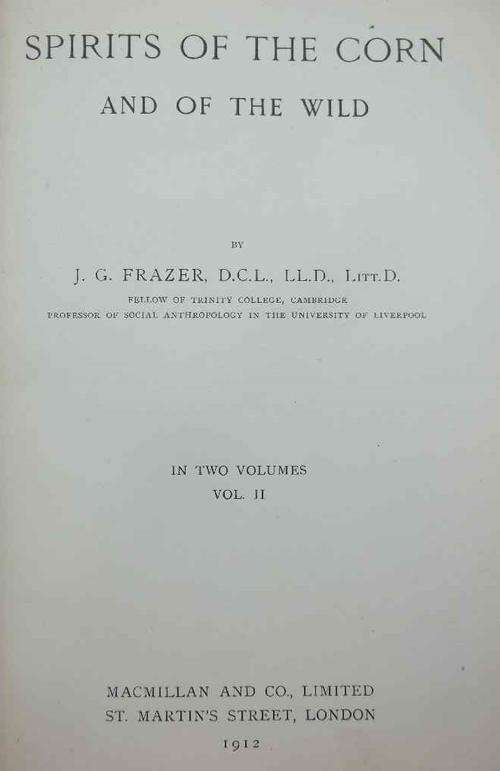 SPIRITS OF THE CORN
AND OF THE WILD
BY
J. G. FRAZER, D.C.L., LL.D., LITT.D.
FELLOW OF TRINITY COLLEGE, CAMBRIDGE
PROFESSOR OF SOCIAL ANTHROPOLOGY IN THE UNIVERSITY OF LIVERPOOL
IN TWO VOLUMES
VOL. II
MACMILLAN AND CO., LIMITED
ST. MARTIN'S STREET, LONDON
1912